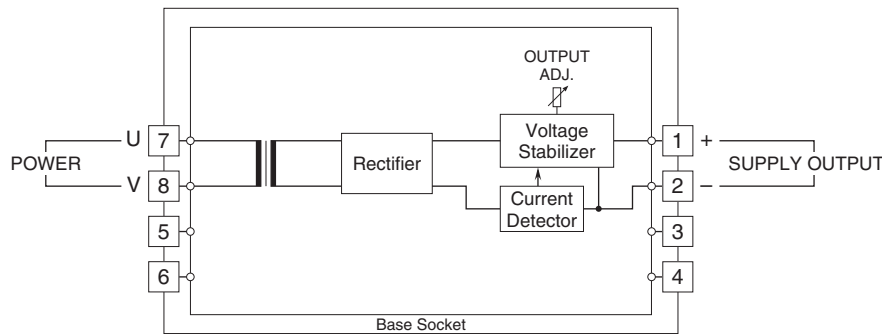 OUTPUT
ADJ.
U 7
Voltage
Stabilizer
1 +
POWER
Rectifier
SUPPLY OUTPUT
V 8
Current
Detector
2 –
5
3
6
4
Base Socket